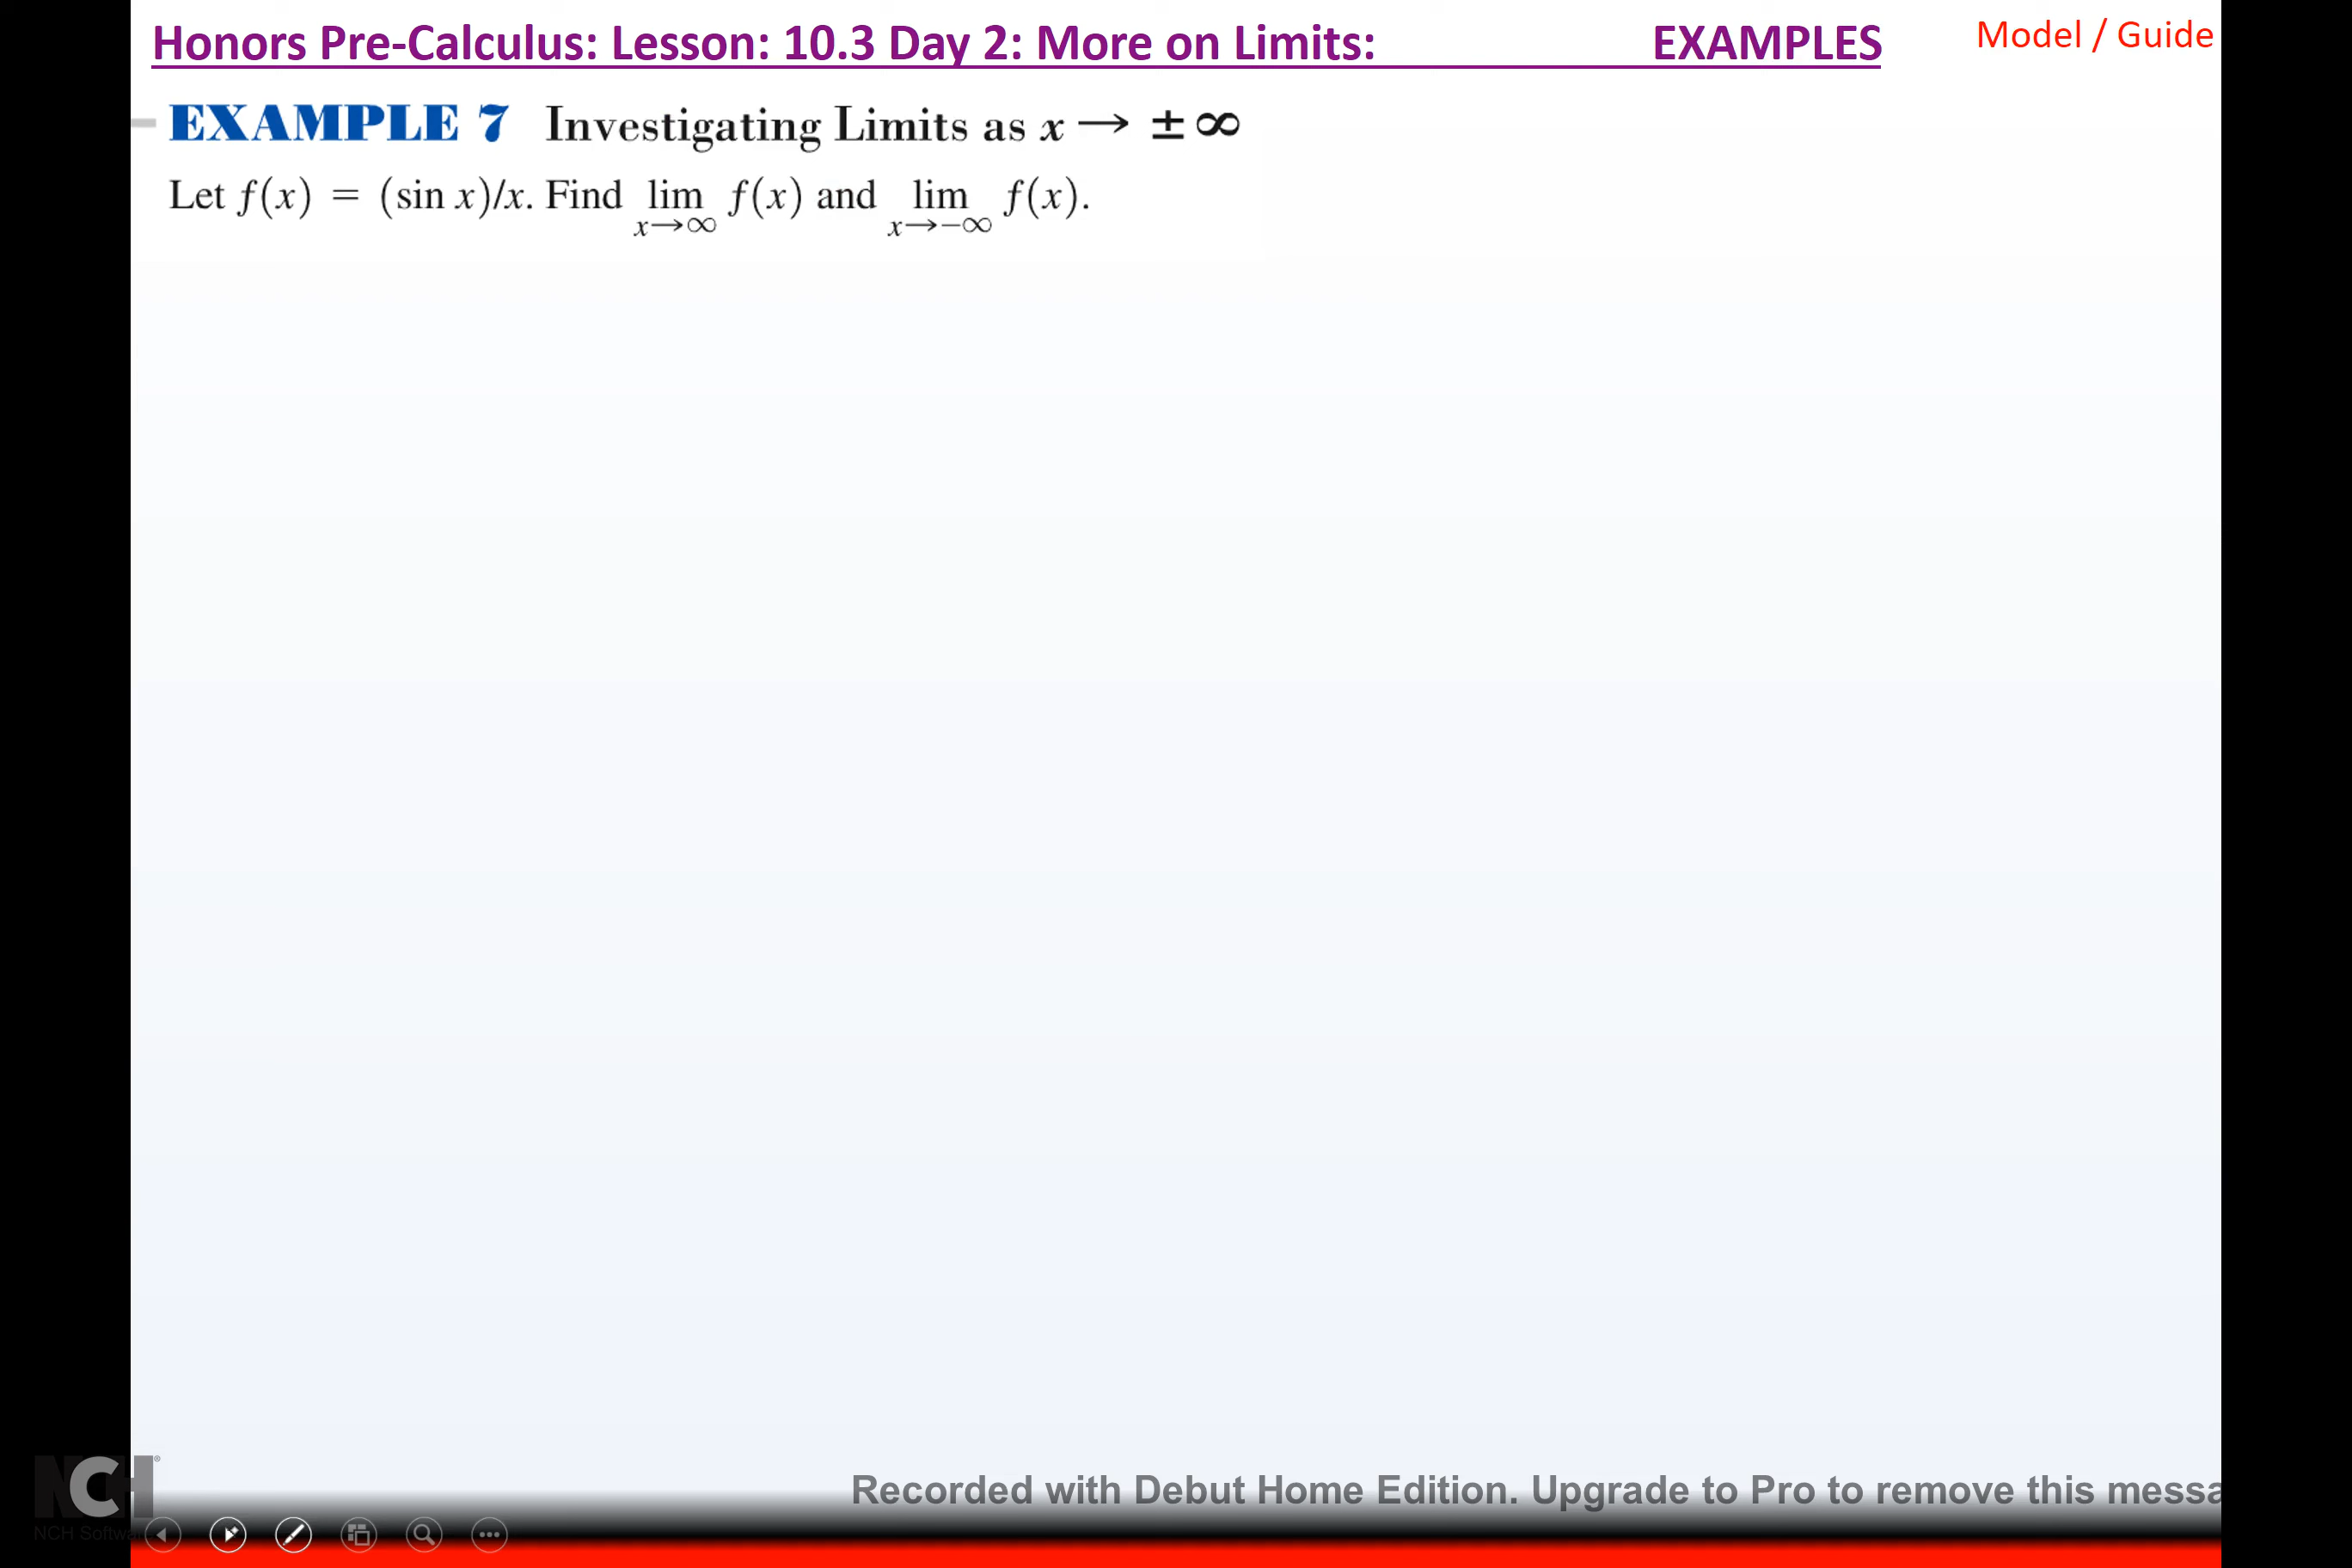 Honors Pre-Calculus: Lesson: 10.3 Day 2: More on Limits: EXAMPLES
Model / Guide
EXAMPLE 7 Investigating Limits as x → ± ∞
Let f(x) = (sin x)/x. Find lim f(x) and lim f(x).
x→∞ x→−∞
Recorded with Debut Home Edition. Upgrade to Pro to remove this messa
NCH®
NCH Softwa